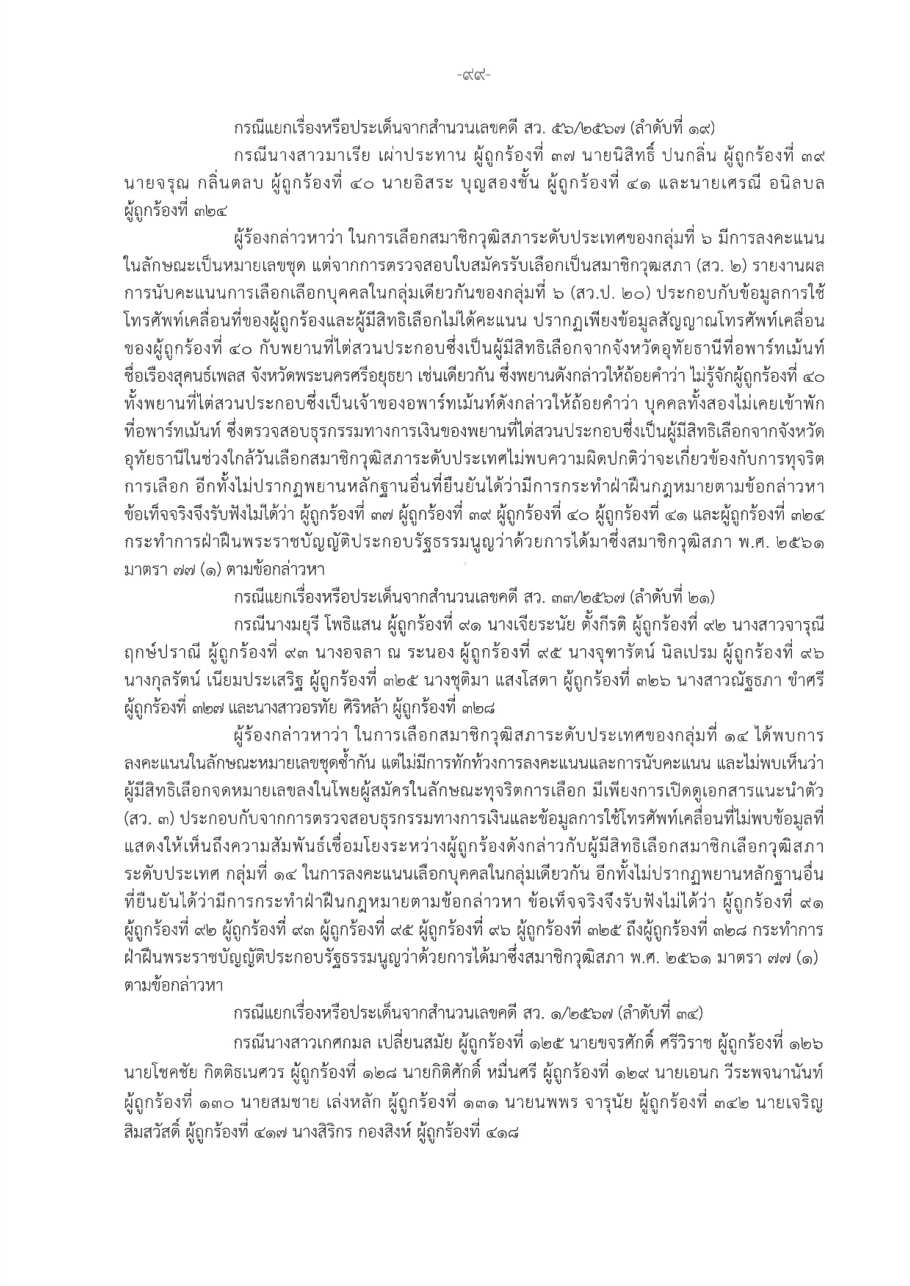 -๙๙-
กรณีแยกเรื่องหรือประเด็นจากสำนวนเลขคดี สว. ๕๖/๒๕๖๗ (ลำดับที่ ๑๙)
กรณีนางสาวมาเรีย เผ่าประทาน ผู้ถูกร้องที่ ๓๗ นายนิสิทธิ์ ปนกลิ่น ผู้ถูกร้องที่ ๓๙
นายจรุณ กลิ่นตลบ ผู้ถูกร้องที่ ๔๐ นายอิสระ บุญสองชั้น ผู้ถูกร้องที่ ๔๑ และนายเศรณี อนิลบล
ผู้ถูกร้องที่ ๓๒๔
ผู้ร้องกล่าวหาว่า ในการเลือกสมาชิกวุฒิสภาระดับประเทศของกลุ่มที่ ๖ มีการลงคะแนน
ในลักษณะเป็นหมายเลขชุด แต่จากการตรวจสอบใบสมัครรับเลือกเป็นสมาชิกวุฒสภา (สว. ๒) รายงานผล
การนับคะแนนการเลือกเลือกบุคคลในกลุ่มเดียวกันของกลุ่มที่ ๖ (สว.ป. ๒๐) ประกอบกับข้อมูลการใช้
โทรศัพท์เคลื่อนที่ของผู้ถูกร้องและผู้มีสิทธิเลือกไม่ได้คะแนน ปรากฏเพียงข้อมูลสัญญาณโทรศัพท์เคลื่อน
ของผู้ถูกร้องที่ ๔๐ กับพยานที่ไต่สวนประกอบซึ่งเป็นผู้มีสิทธิเลือกจากจังหวัดอุทัยธานีที่อพาร์ทเม้นท์
ชื่อเรืองสุคนธ์เพลส จังหวัดพระนครศรีอยุธยา เช่นเดียวกัน ซึ่งพยานดังกล่าวให้ถ้อยคำว่า ไม่รู้จักผู้ถูกร้องที่ ๔๐
ทั้งพยานที่ไต่สวนประกอบซึ่งเป็นเจ้าของอพาร์ทเม้นท์ดังกล่าวให้ถ้อยคำว่า บุคคลทั้งสองไม่เคยเข้าพัก
ที่อพาร์ทเม้นท์ ซึ่งตรวจสอบธุรกรรมทางการเงินของพยานที่ไต่สวนประกอบซึ่งเป็นผู้มีสิทธิเลือกจากจังหวัด
อุทัยธานีในช่วงใกล้วันเลือกสมาชิกวุฒิสภาระดับประเทศไม่พบความผิดปกติว่าจะเกี่ยวข้องกับการทุจริต
การเลือก อีกทั้งไม่ปรากฏพยานหลักฐานอื่นที่ยืนยันได้ว่ามีการกระทำฝ่าฝืนกฎหมายตามข้อกล่าวหา
ข้อเท็จจริงจึงรับฟังไม่ได้ว่า ผู้ถูกร้องที่ ๓๗ ผู้ถูกร้องที่ ๓๙ ผู้ถูกร้องที่ ๔๐ ผู้ถูกร้องที่ ๔๑ และผู้ถูกร้องที่ ๓๒๔
กระทำการฝ่าฝืนพระราชบัญญัติประกอบรัฐธรรมนูญว่าด้วยการได้มาซึ่งสมาชิกวุฒิสภา พ.ศ. ๒๕๖๑
มาตรา ๗๗ (๑) ตามข้อกล่าวหา
กรณีแยกเรื่องหรือประเด็นจากสำนวนเลขคดี สว. ๓๓/๒๕๖๗ (ลำดับที่ ๒๑)
กรณีนางมยุรี โพธิแสน ผู้ถูกร้องที่ ๙๑ นางเจียระนัย ตั้งกีรติ ผู้ถูกร้องที่ ๙๒ นางสาวจารุณี
ฤกษ์ปราณี ผู้ถูกร้องที่ ๙๓ นางอจลา ณ ระนอง ผู้ถูกร้องที่ ๙๕ นางจุฑารัตน์ นิลเปรม ผู้ถูกร้องที่ ๙๖
นางกุลรัตน์ เนียมประเสริฐ ผู้ถูกร้องที่ ๓๒๕ นางชุติมา แสงโสดา ผู้ถูกร้องที่ ๓๒๖ นางสาวณัฐธภา ขำศรี
ผู้ถูกร้องที่ ๓๒๗ และนางสาวอรทัย ศิริหล้า ผู้ถูกร้องที่ ๓๒๘
ผู้ร้องกล่าวหาว่า ในการเลือกสมาชิกวุฒิสภาระดับประเทศของกลุ่มที่ ๑๔ ได้พบการ
ลงคะแนนในลักษณะหมายเลขชุดซ้ำกัน แต่ไม่มีการทักท้วงการลงคะแนนและการนับคะแนน และไม่พบเห็นว่า
ผู้มีสิทธิเลือกจดหมายเลขลงในโพยผู้สมัครในลักษณะทุจริตการเลือก มีเพียงการเปิดดูเอกสารแนะนำตัว
(สว. ๓) ประกอบกับจากการตรวจสอบธุรกรรมทางการเงินและข้อมูลการใช้โทรศัพท์เคลื่อนที่ไม่พบข้อมูลที่
แสดงให้เห็นถึงความสัมพันธ์เชื่อมโยงระหว่างผู้ถูกร้องดังกล่าวกับผู้มีสิทธิเลือกสมาชิกเลือกวุฒิสภา
ระดับประเทศ กลุ่มที่ ๑๔ ในการลงคะแนนเลือกบุคคลในกลุ่มเดียวกัน อีกทั้งไม่ปรากฏพยานหลักฐานอื่น
ที่ยืนยันได้ว่ามีการกระทำฝ่าฝืนกฎหมายตามข้อกล่าวหา ข้อเท็จจริงจึงรับฟังไม่ได้ว่า ผู้ถูกร้องที่ ๙๑
ผู้ถูกร้องที่ ๙๒ ผู้ถูกร้องที่ ๙๓ ผู้ถูกร้องที่ ๙๕ ผู้ถูกร้องที่ ๙๖ ผู้ถูกร้องที่ ๓๒๕ ถึงผู้ถูกร้องที่ ๓๒๘ กระทำการ
ฝ่าฝืนพระราชบัญญัติประกอบรัฐธรรมนูญว่าด้วยการได้มาซึ่งสมาชิกวุฒิสภา พ.ศ. ๒๕๖๑ มาตรา ๗๗ (๑)
ตามข้อกล่าวหา
กรณีแยกเรื่องหรือประเด็นจากสำนวนเลขคดี สว. ๑/๒๕๖๗ (ลำดับที่ ๓๔)
กรณีนางสาวเกศกมล เปลี่ยนสมัย ผู้ถูกร้องที่ ๑๒๕ นายขจรศักดิ์ ศรีวิราช ผู้ถูกร้องที่ ๑๒๖
นายโชคชัย กิตติธเนศวร ผู้ถูกร้องที่ ๑๒๘ นายกิติศักดิ์ หมื่นศรี ผู้ถูกร้องที่ ๑๒๙ นายเอนก วีระพจนานันท์
ผู้ถูกร้องที่ ๑๓๐ นายสมชาย เล่งหลัก ผู้ถูกร้องที่ ๑๓๑ นายนพพร จารุนัย ผู้ถูกร้องที่ ๓๔๒ นายเจริญ
สิมสวัสดิ์ ผู้ถูกร้องที่ ๔๑๗ นางสิริกร กองสิงห์ ผู้ถูกร้องที่ ๔๑๘